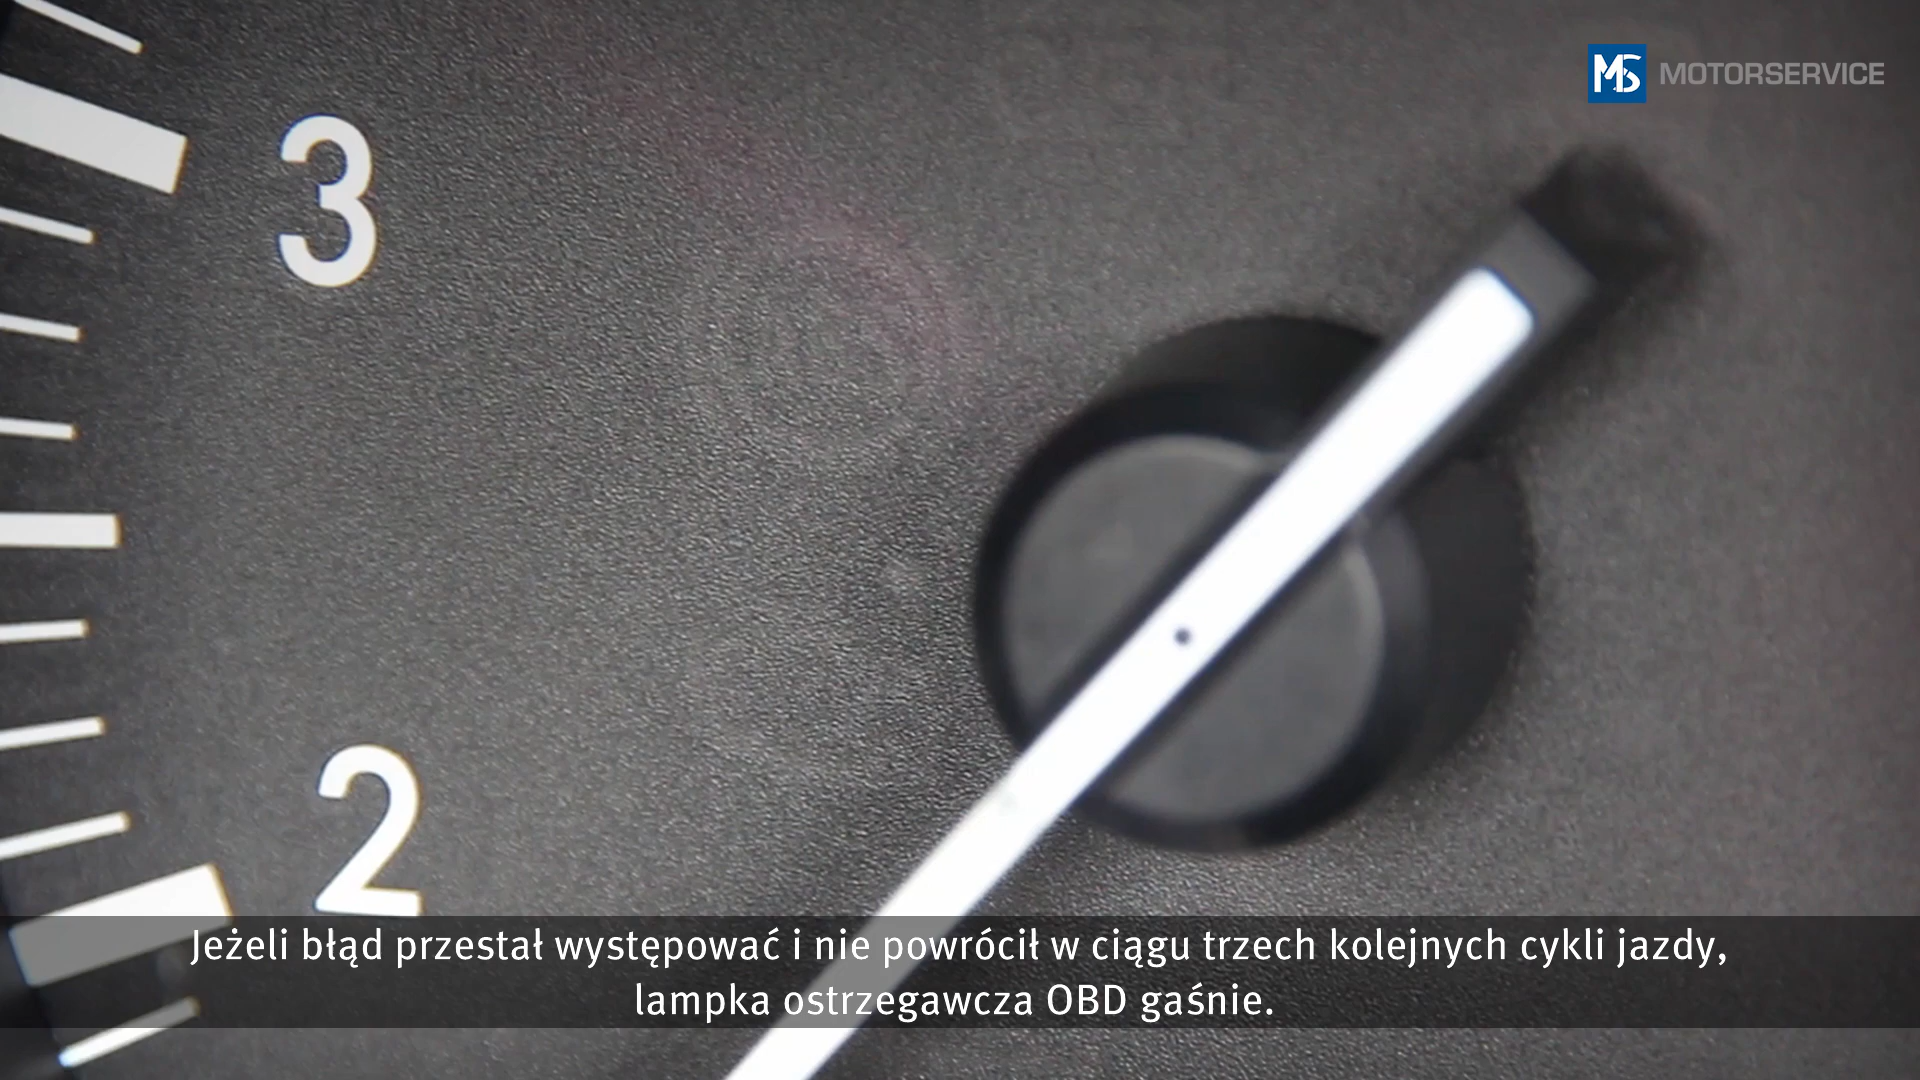 MS MOTORSERVICE
3
2
Jeżeli błąd przestał występować i nie powrócił w ciągu trzech kolejnych cykli jazdy,
lampka ostrzegawcza OBD gaśnie.